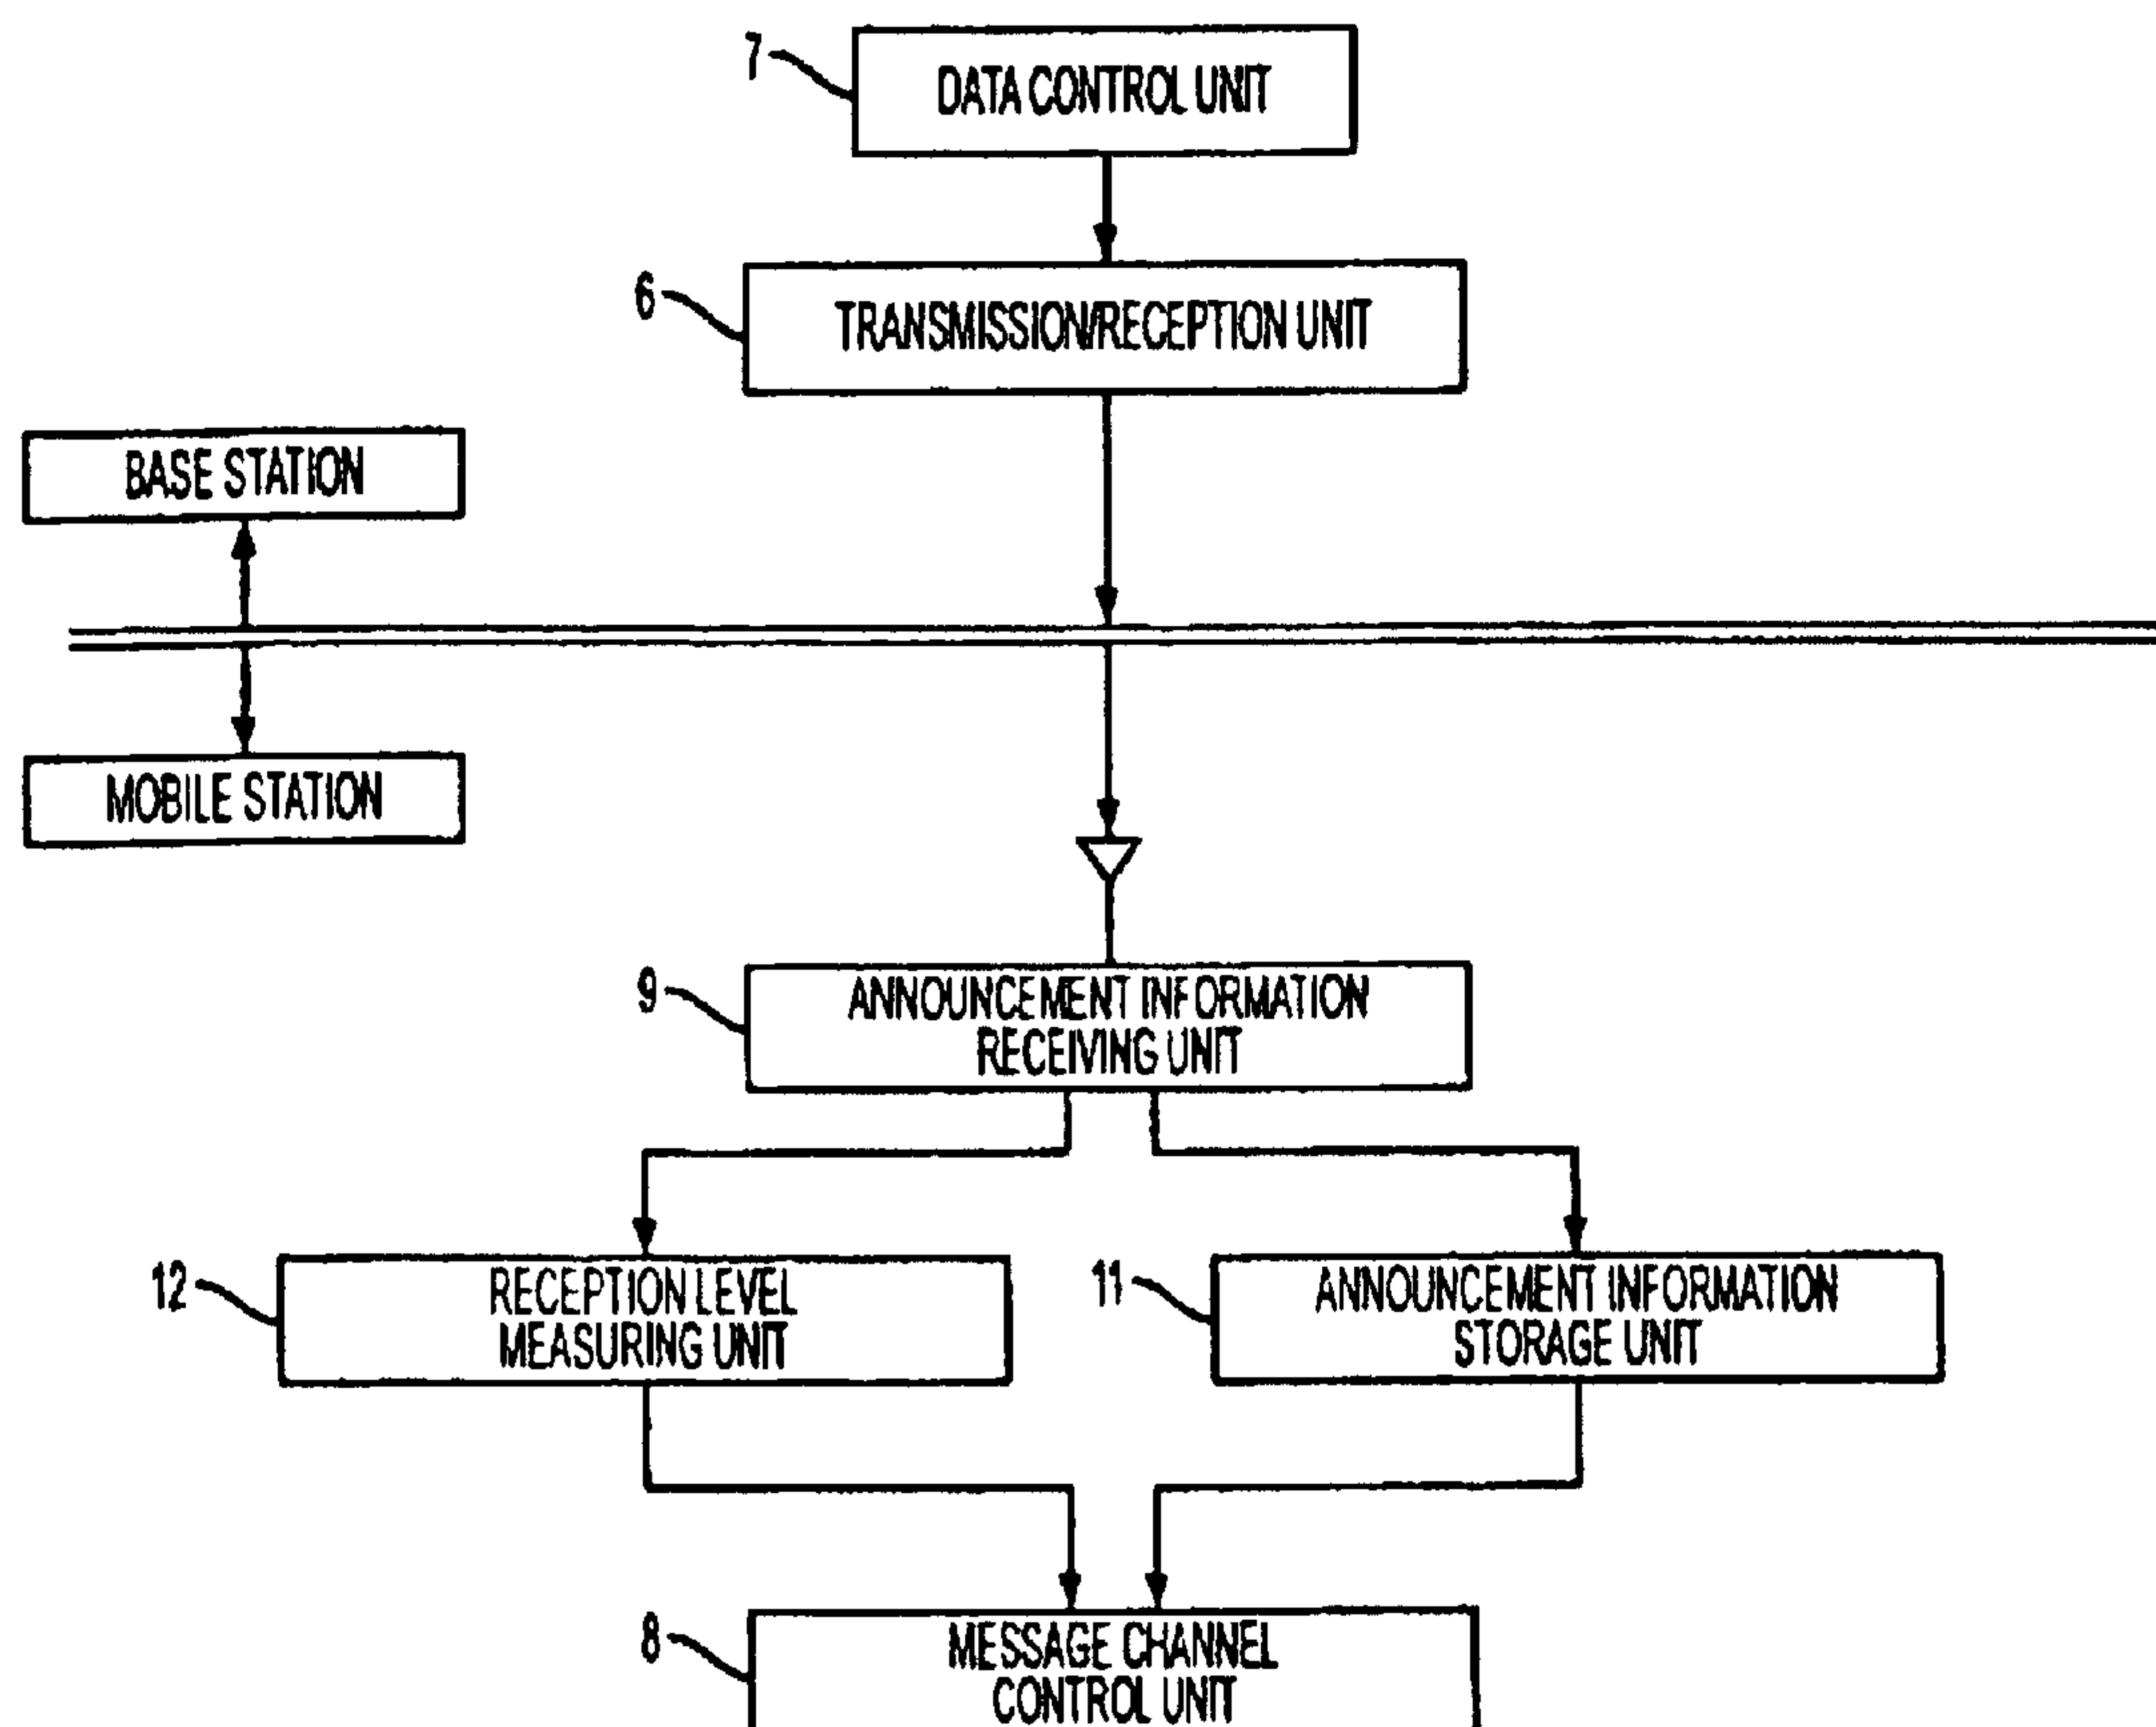 7
DATA CONTROL UNIT
6
TRANSMISSION/RECEPTION UNIT
BASE STATION
MOBILE STATION
9
ANNOUNCEMENT INFORMATION
RECEIVING UNIT
12
RECEPTION LEVEL
MEASURING UNIT
11
ANNOUNCEMENT INFORMATION
STORAGE UNIT
8
MESSAGE CHANNEL
CONTROL UNIT